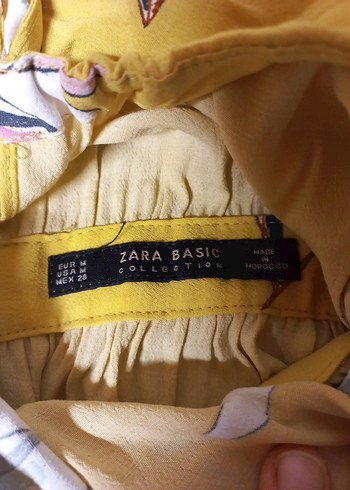 EUR M
USA M
MEX 28
ZARA BASIC
COLLECTION
MADE
IN
MOROCCO